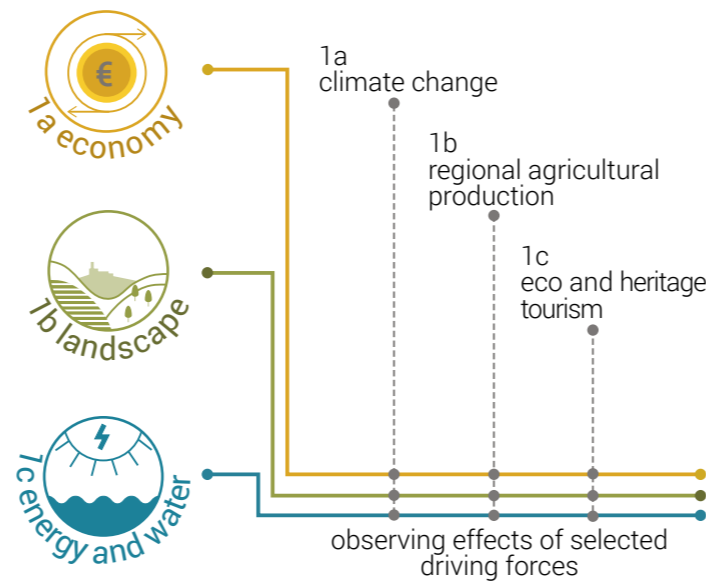 €
1a economy
1a
climate change
1b
regional agricultural
production
1b landscape
1c
eco and heritage
tourism
1c energy and water
observing effects of selected
driving forces